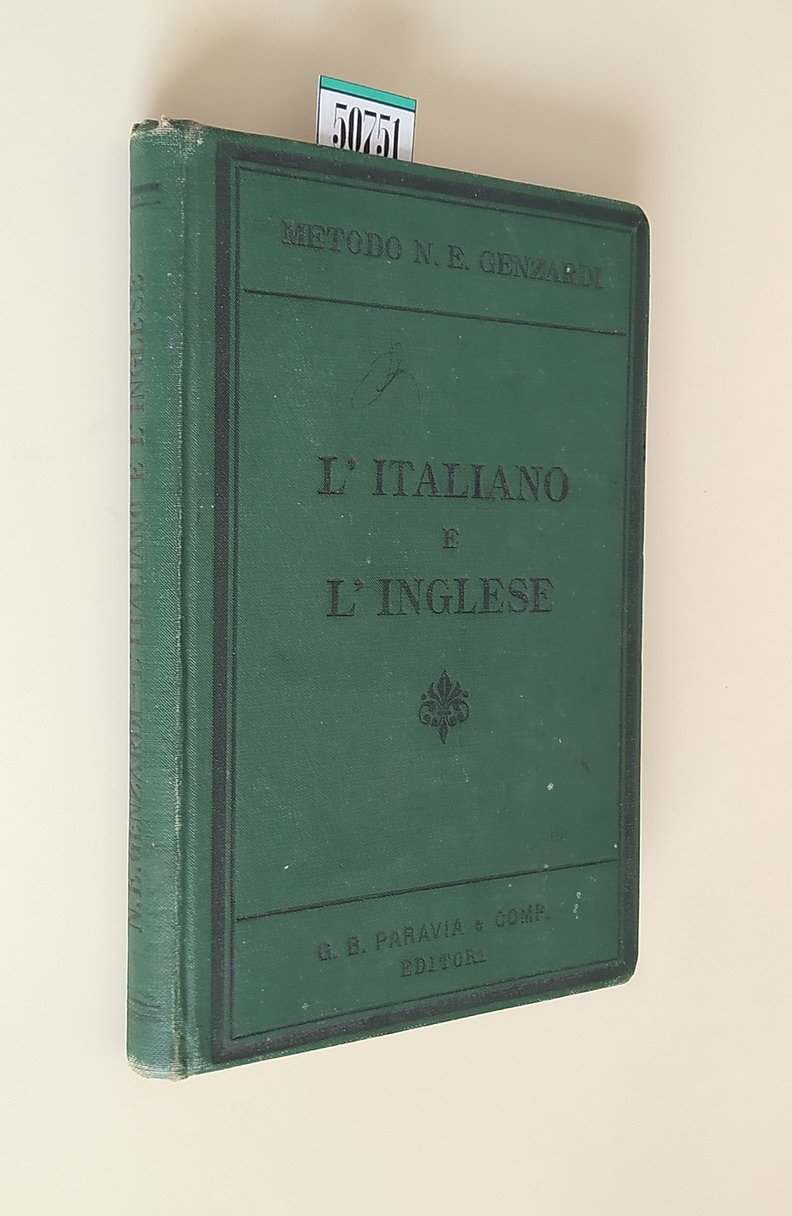 50751
METODO N. E. GENZARDI
L' ITALIANO
E
L' INGLESE
G. B. PARAVIA e COMP.
EDITORI
N. E. GENZARDI - L'ITALIANO E L'INGLESE